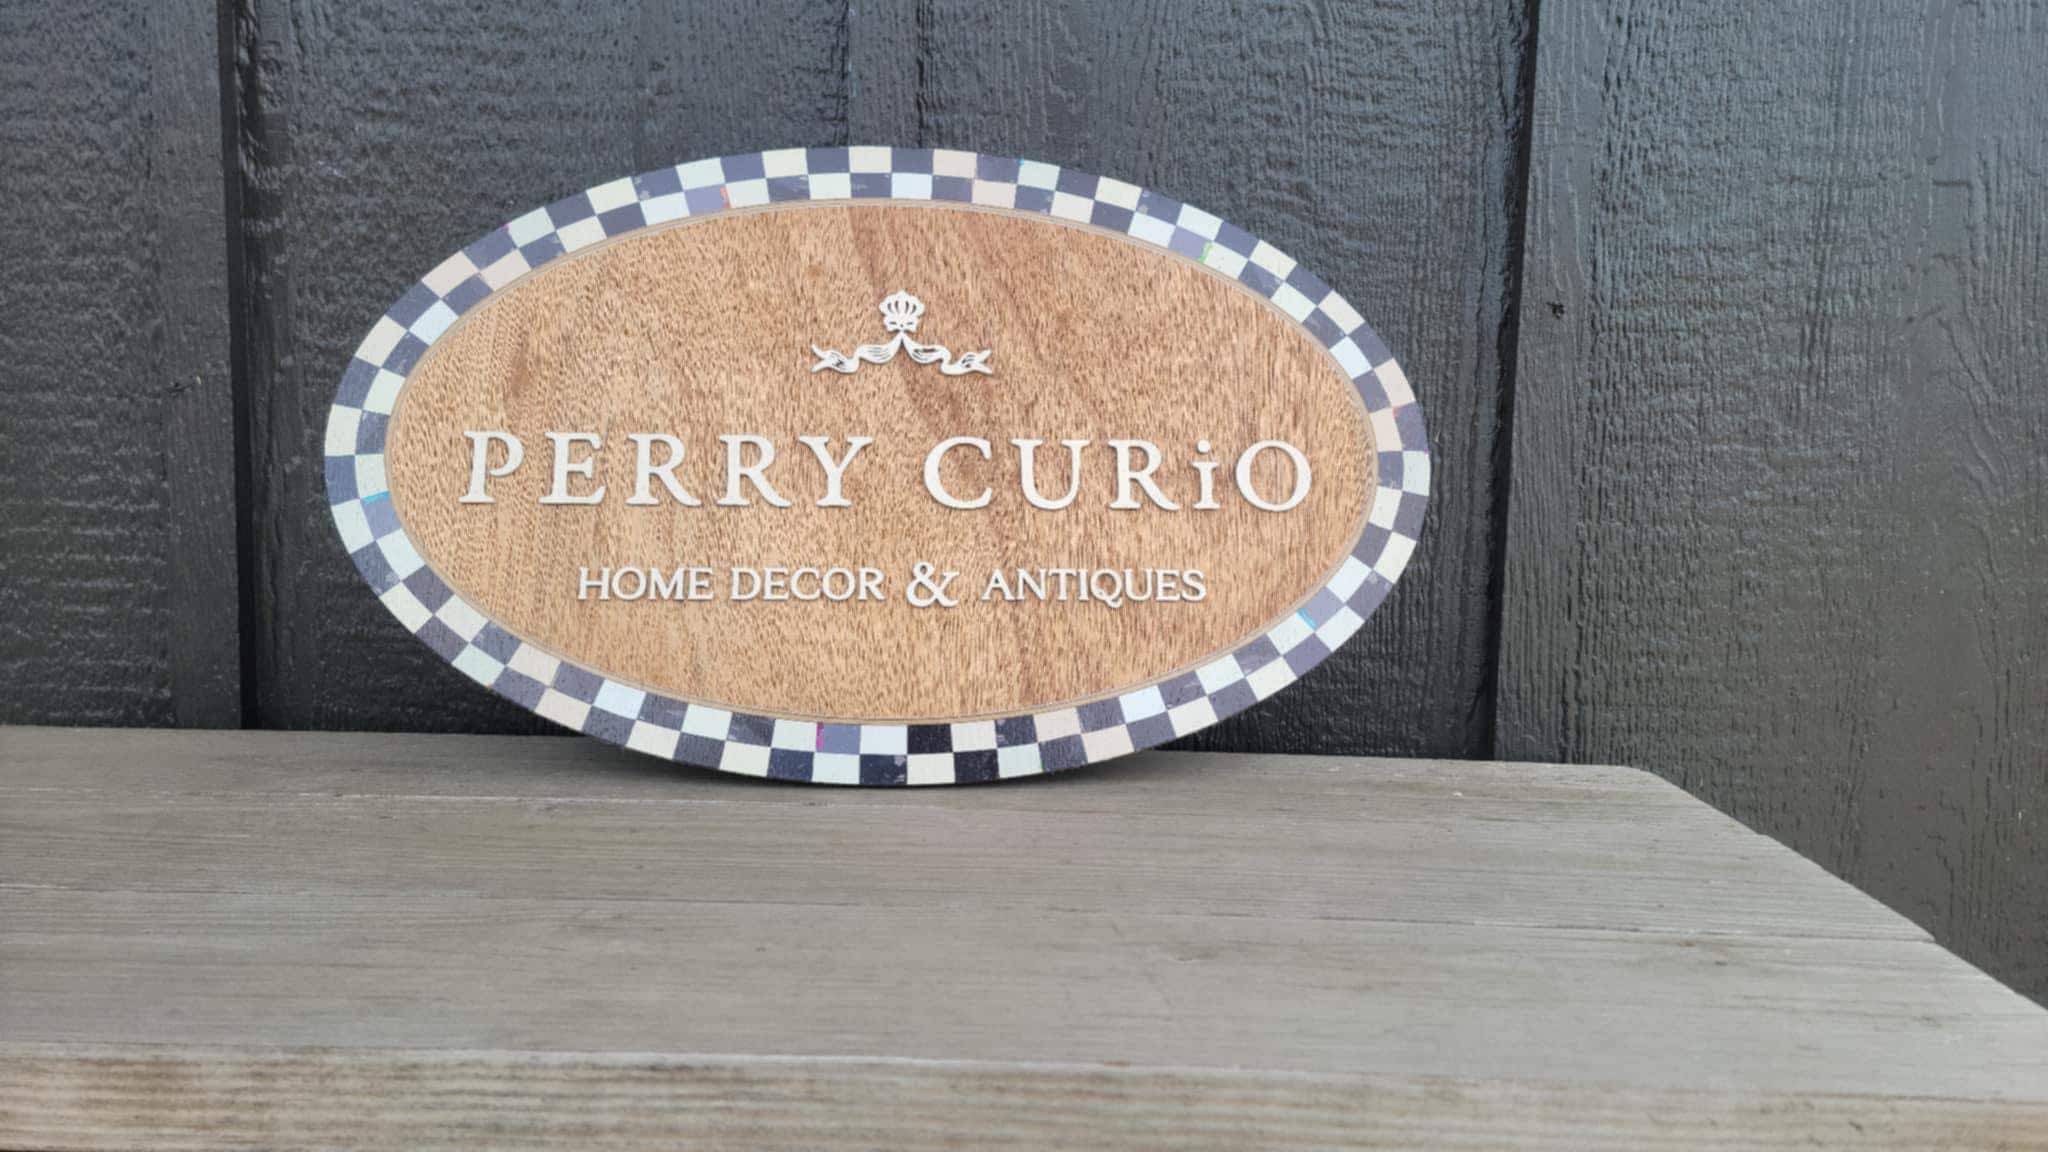 PERRY CURiO
HOME DECOR & ANTIQUES